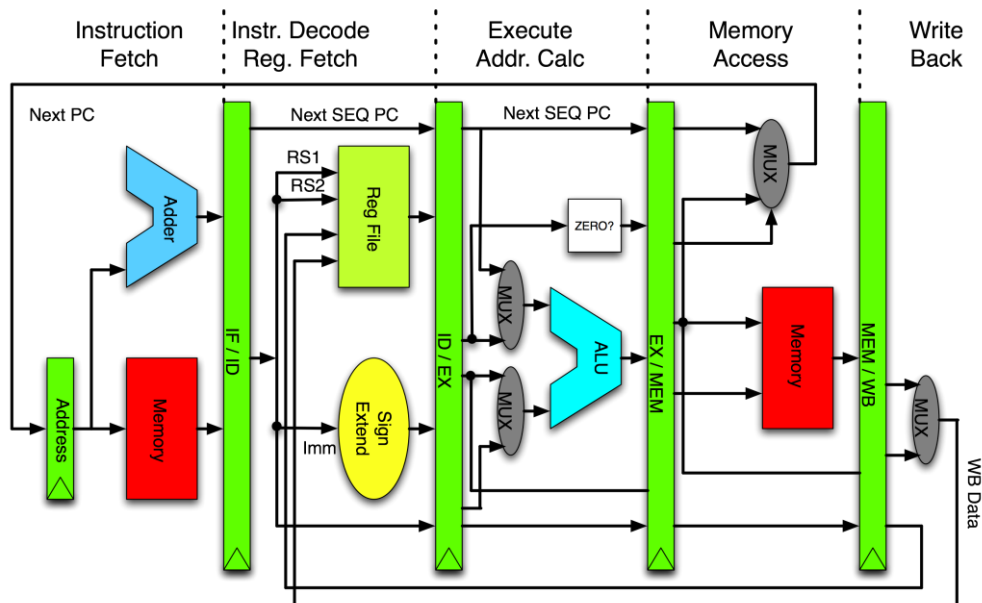 Instruction
Fetch
Instr. Decode
Reg. Fetch
Execute
Addr. Calc
Memory
Access
Write
Back
Next PC
Next SEQ PC
Next SEQ PC
RS1
RS2
Adder
Reg File
ZERO?
MUX
MUX
MUX
ALU
IF / ID
ID / EX
EX / MEM
MEM / WB
Address
Memory
Imm
Sign
Extend
Memory
MUX
WB Data